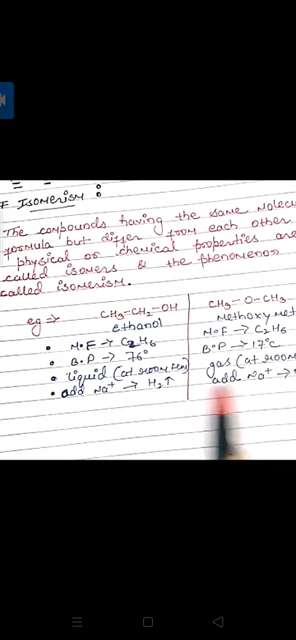 F Isomerism :
The compounds having the same Molecu
formula but differ from each other
physical or chemical properties are
called isomers & the phenomenon
called isomerism.
eg ⇒ CH3-CH2-OH
ethanol
• M.F → C2H6
• B.P → 76°
• liquid (at room tem)
• add Na+ → H2↑
CH3-O-CH3
Methoxy met
M.F → C2H6
B.P → 17°C
gas (at room
add Na+ →